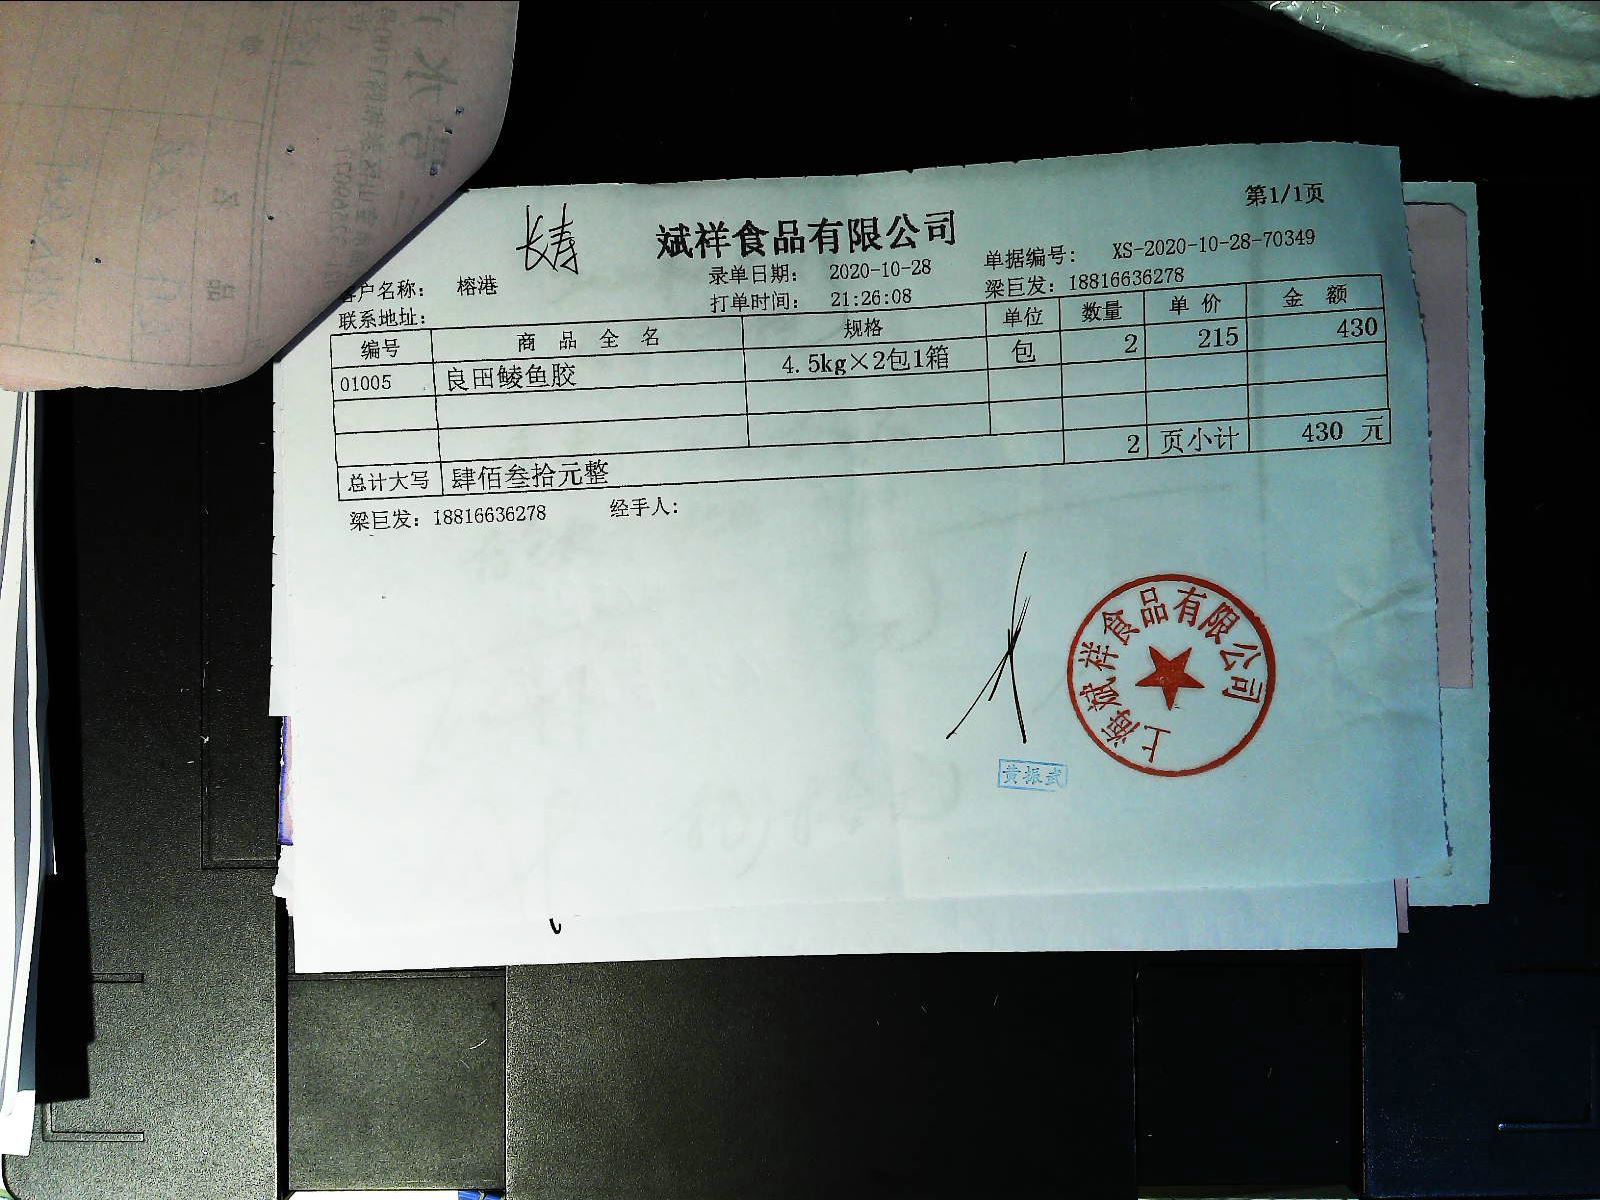 第1/1页
长寿
斌祥食品有限公司
客户名称： 榕港 录单日期： 2020-10-28 单据编号： XS-2020-10-28-70349
联系地址： 打单时间： 21:26:08 梁巨发：18816636278
编号 商 品 全 名 规格 单位 数量 单 价 金 额
01005 良田鲮鱼胶 4.5kg×2包1箱 包 2 215 430
2 页小计 430 元
总计大写 肆佰叁拾元整
梁巨发：18816636278 经手人：
上海斌祥食品有限公司
黄振武